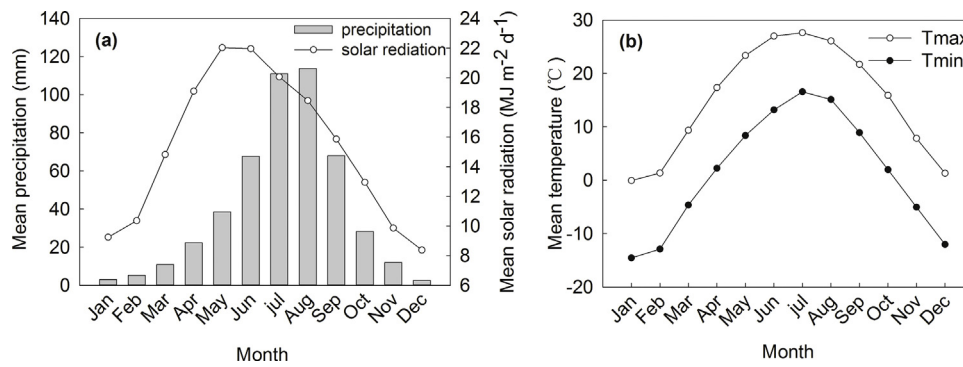 (a)
precipitation
solar rediation
140
120
100
80
60
40
20
0
Mean precipitation (mm)
24
22
20
18
16
14
12
10
8
6
Mean solar radiation (MJ m-2 d-1)
Jan Feb Mar Apr May Jun jul Aug Sep Oct Nov Dec
Month
(b)
Tmax
Tmin
30
20
10
0
-10
-20
Mean temperature (℃)
Jan Feb Mar Apr May Jun jul Aug Sep Oct Nov Dec
Month